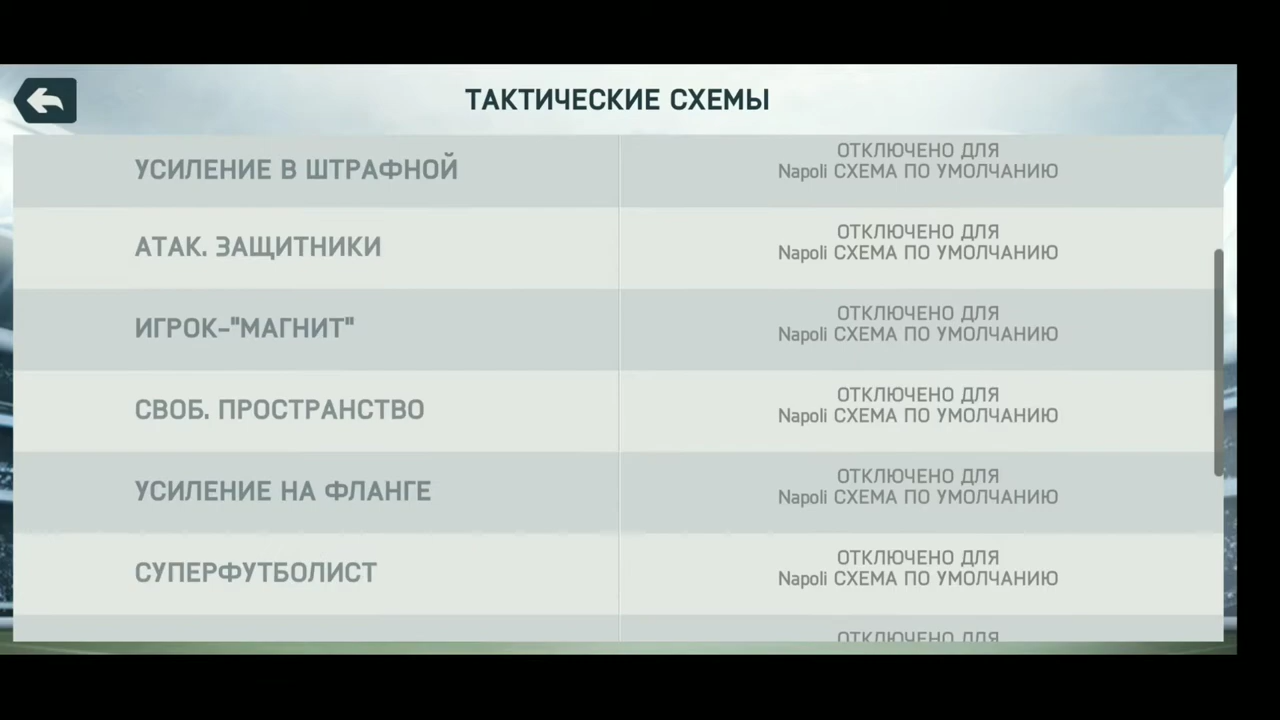 ТАКТИЧЕСКИЕ СХЕМЫ
УСИЛЕНИЕ В ШТРАФНОЙ
ОТКЛЮЧЕНО ДЛЯ
Napoli СХЕМА ПО УМОЛЧАНИЮ
АТАК. ЗАЩИТНИКИ
ОТКЛЮЧЕНО ДЛЯ
Napoli СХЕМА ПО УМОЛЧАНИЮ
ИГРОК-"МАГНИТ"
ОТКЛЮЧЕНО ДЛЯ
Napoli СХЕМА ПО УМОЛЧАНИЮ
СВОБ. ПРОСТРАНСТВО
ОТКЛЮЧЕНО ДЛЯ
Napoli СХЕМА ПО УМОЛЧАНИЮ
УСИЛЕНИЕ НА ФЛАНГЕ
ОТКЛЮЧЕНО ДЛЯ
Napoli СХЕМА ПО УМОЛЧАНИЮ
СУПЕРФУТБОЛИСТ
ОТКЛЮЧЕНО ДЛЯ
Napoli СХЕМА ПО УМОЛЧАНИЮ
ОТКЛЮЧЕНО ДЛЯ